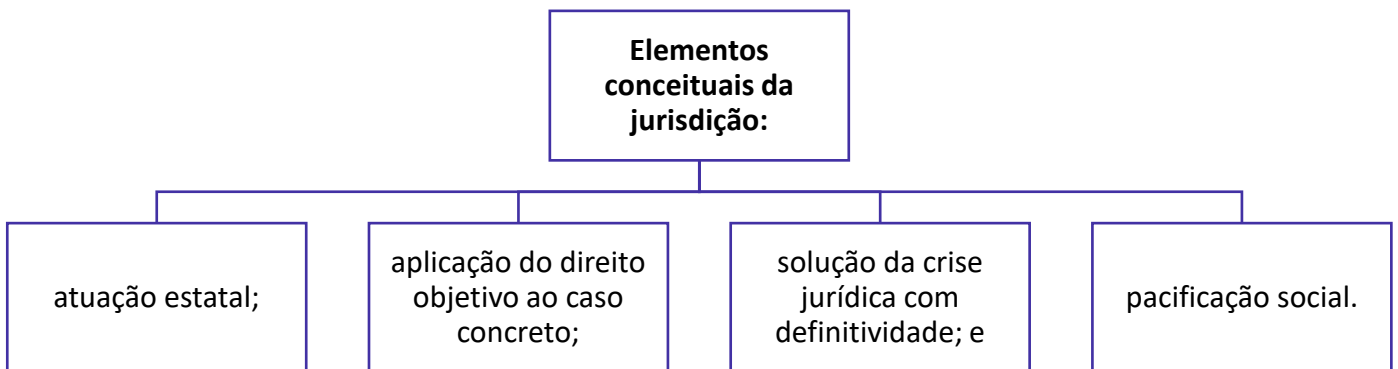 Elementos
conceituais da
jurisdição:
atuação estatal;
aplicação do direito
objetivo ao caso
concreto;
solução da crise
jurídica com
definitividade; e
pacificação social.